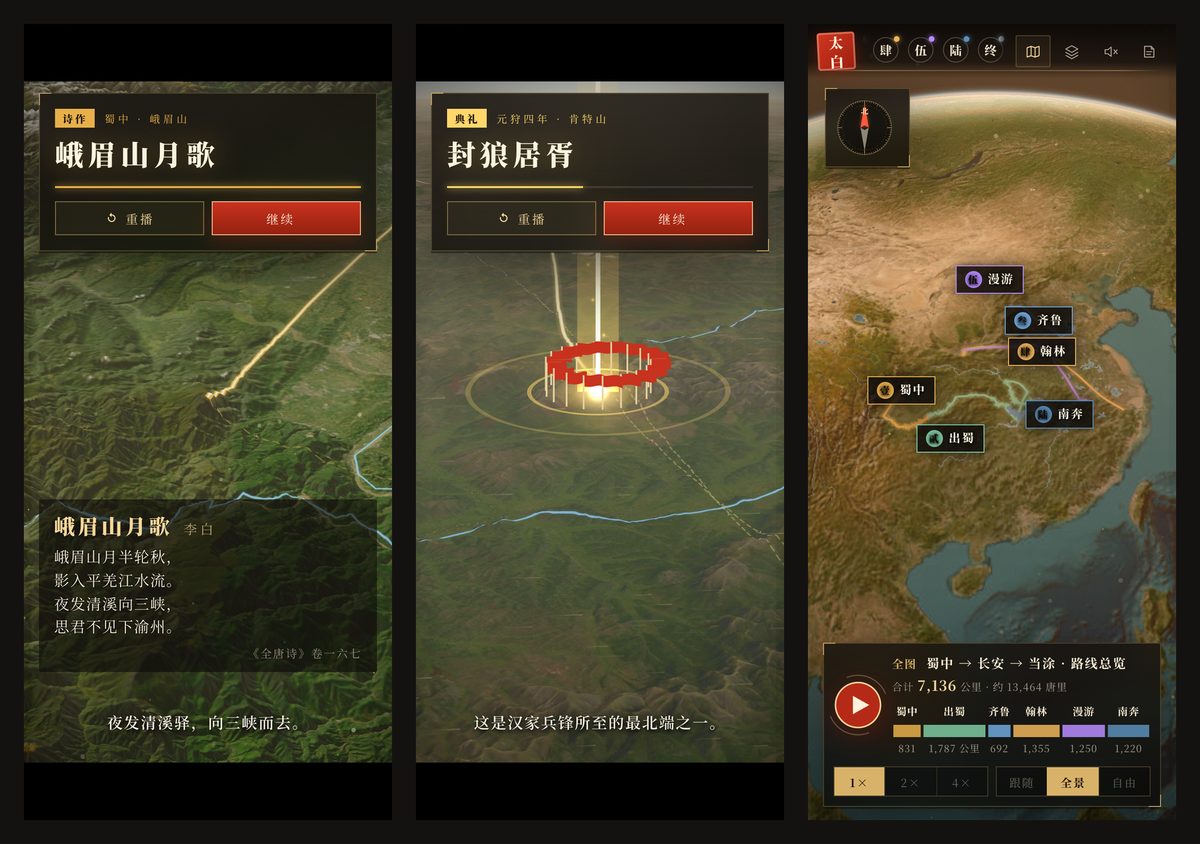 诗作 蜀中 · 峨眉山
峨眉山月歌
重播
继续
峨眉山月歌 李白
峨眉山月半轮秋，
影入平羌江水流。
夜发清溪向三峡，
思君不见下渝州。
《全唐诗》卷一六七
夜发清溪驿，向三峡而去。
典礼 元狩四年 · 肯特山
封狼居胥
重播
继续
这是汉家兵锋所至的最北端之一。
太白
肆 伍 陆 终
北
伍 漫游
叁 齐鲁
肆 翰林
壹 蜀中
陆 南奔
贰 出蜀
全图 蜀中 → 长安 → 当涂 · 路线总览
合计 7,136 公里 · 约 13,464 唐里
蜀中 出蜀 齐鲁 翰林 漫游 南奔
831 1,787 公里 692 1,355 1,250 1,220
1× 2× 4× 跟随 全景 自由